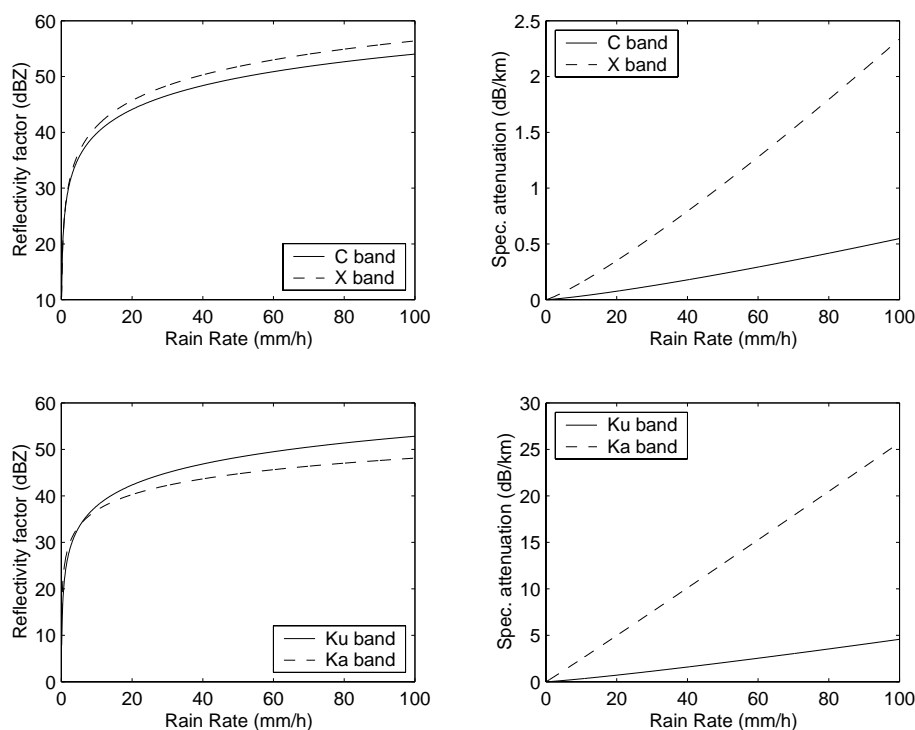 60
50
40
30
20
10
0 20 40 60 80 100
Reflectivity factor (dBZ)
Rain Rate (mm/h)
C band
X band
2.5
2
1.5
1
0.5
0
0 20 40 60 80 100
Spec. attenuation (dB/km)
Rain Rate (mm/h)
C band
X band
60
50
40
30
20
10
0
0 20 40 60 80 100
Reflectivity factor (dBZ)
Rain Rate (mm/h)
Ku band
Ka band
30
25
20
15
10
5
0
0 20 40 60 80 100
Spec. attenuation (dB/km)
Rain Rate (mm/h)
Ku band
Ka band